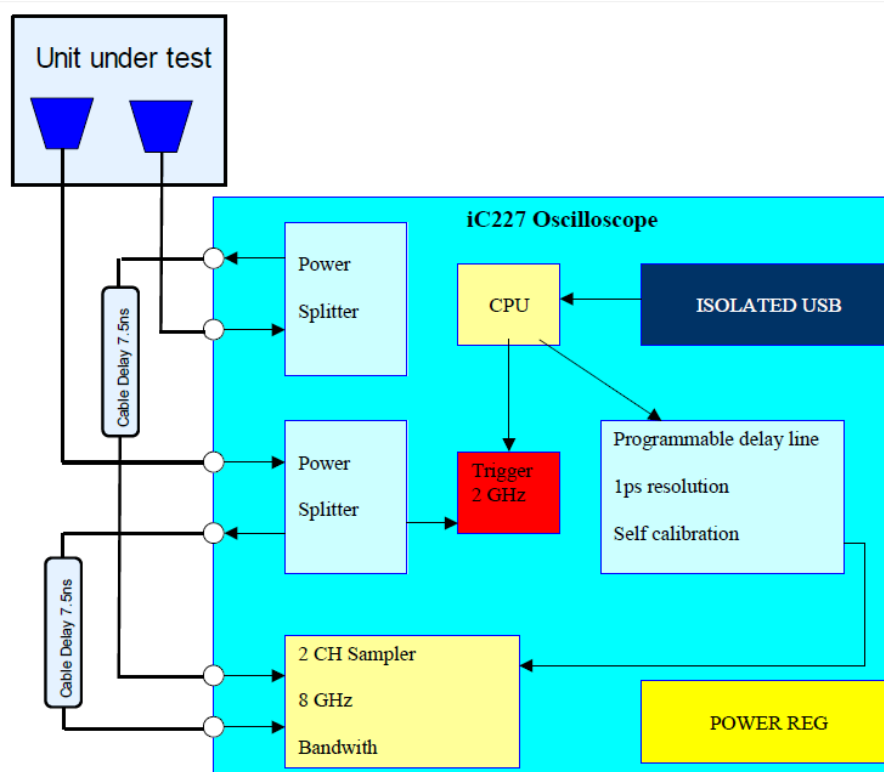 Unit under test
iC227 Oscilloscope
Power
Splitter
CPU
ISOLATED USB
Cable Delay 7.5ns
Power
Splitter
Trigger
2 GHz
Programmable delay line
1ps resolution
Self calibration
Cable Delay 7.5ns
2 CH Sampler
8 GHz
Bandwith
POWER REG